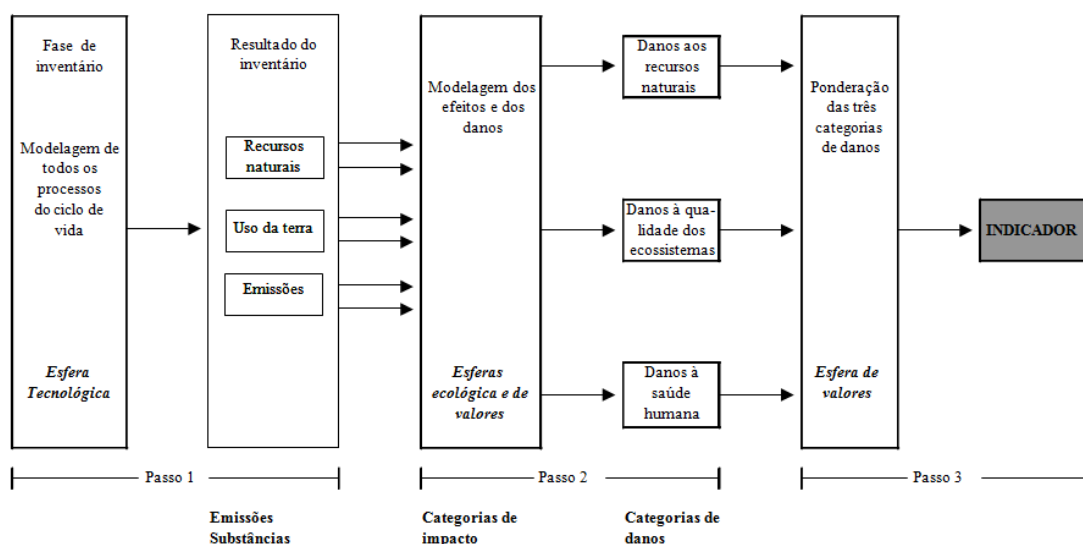 Fase de
inventário
Modelagem de
todos os
processos
do ciclo de
vida
Esfera
Tecnológica
Resultado do
inventário
Recursos
naturais
Uso da terra
Emissões
Modelagem dos
efeitos e dos
danos
Esferas
ecológica e de
valores
Danos aos
recursos
naturais
Danos à qua-
lidade dos
ecossistemas
Danos à
saúde
humana
Ponderação
das três
categorias
de danos
Esfera de
valores
INDICADOR
Passo 1
Passo 2
Passo 3
Emissões
Substâncias
Categorias de
impacto
Categorias de
danos